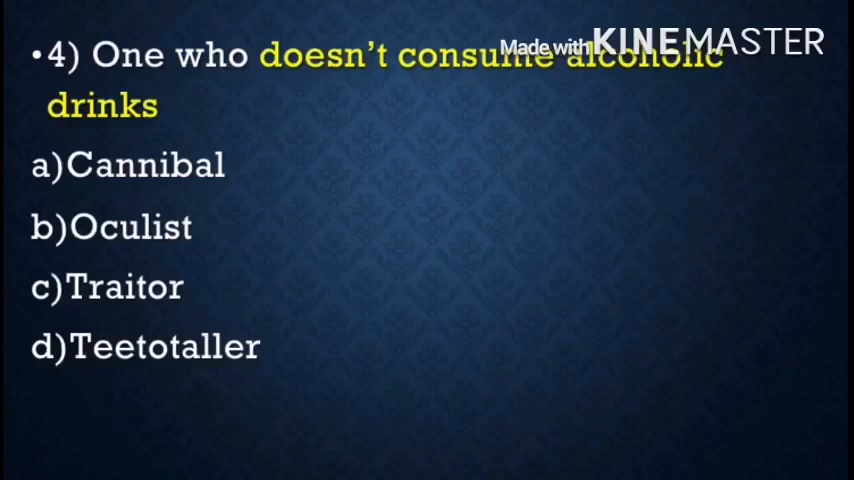 •4) One who doesn't consume alcoholic
Made with KINEMASTER
drinks
a)Cannibal
b)Oculist
c)Traitor
d)Teetotaller